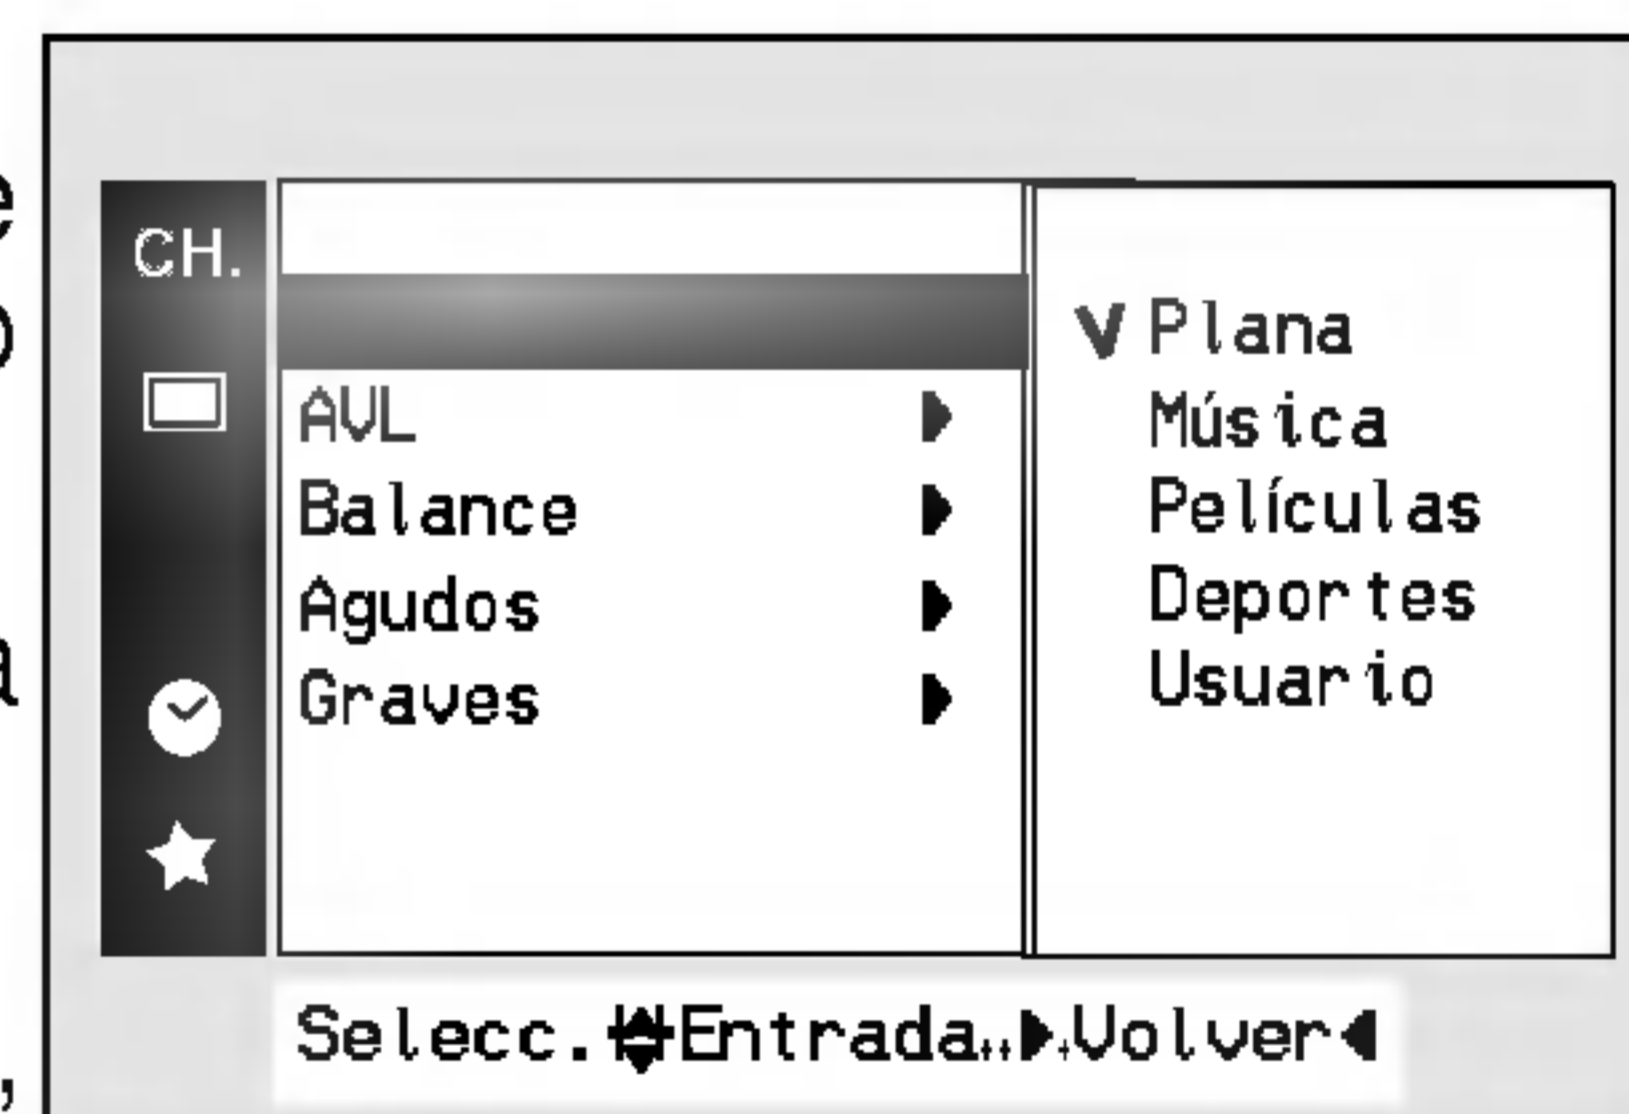 CH.
AVL
Balance
Agudos
Graves
Plana
Música
Películas
Deportes
Usuario
Selecc. Entrada Volver